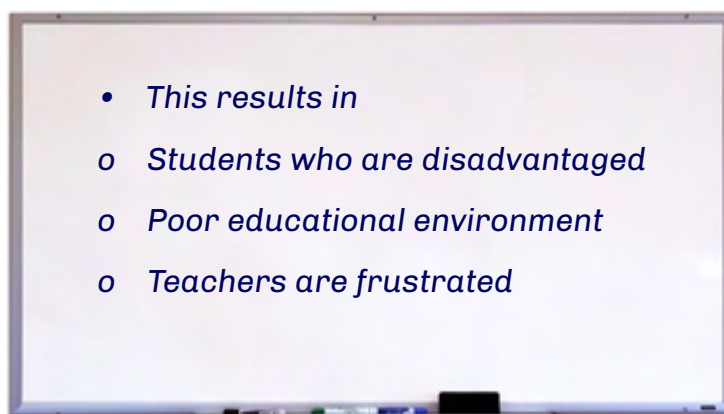 • This results in
o Students who are disadvantaged
o Poor educational environment
o Teachers are frustrated